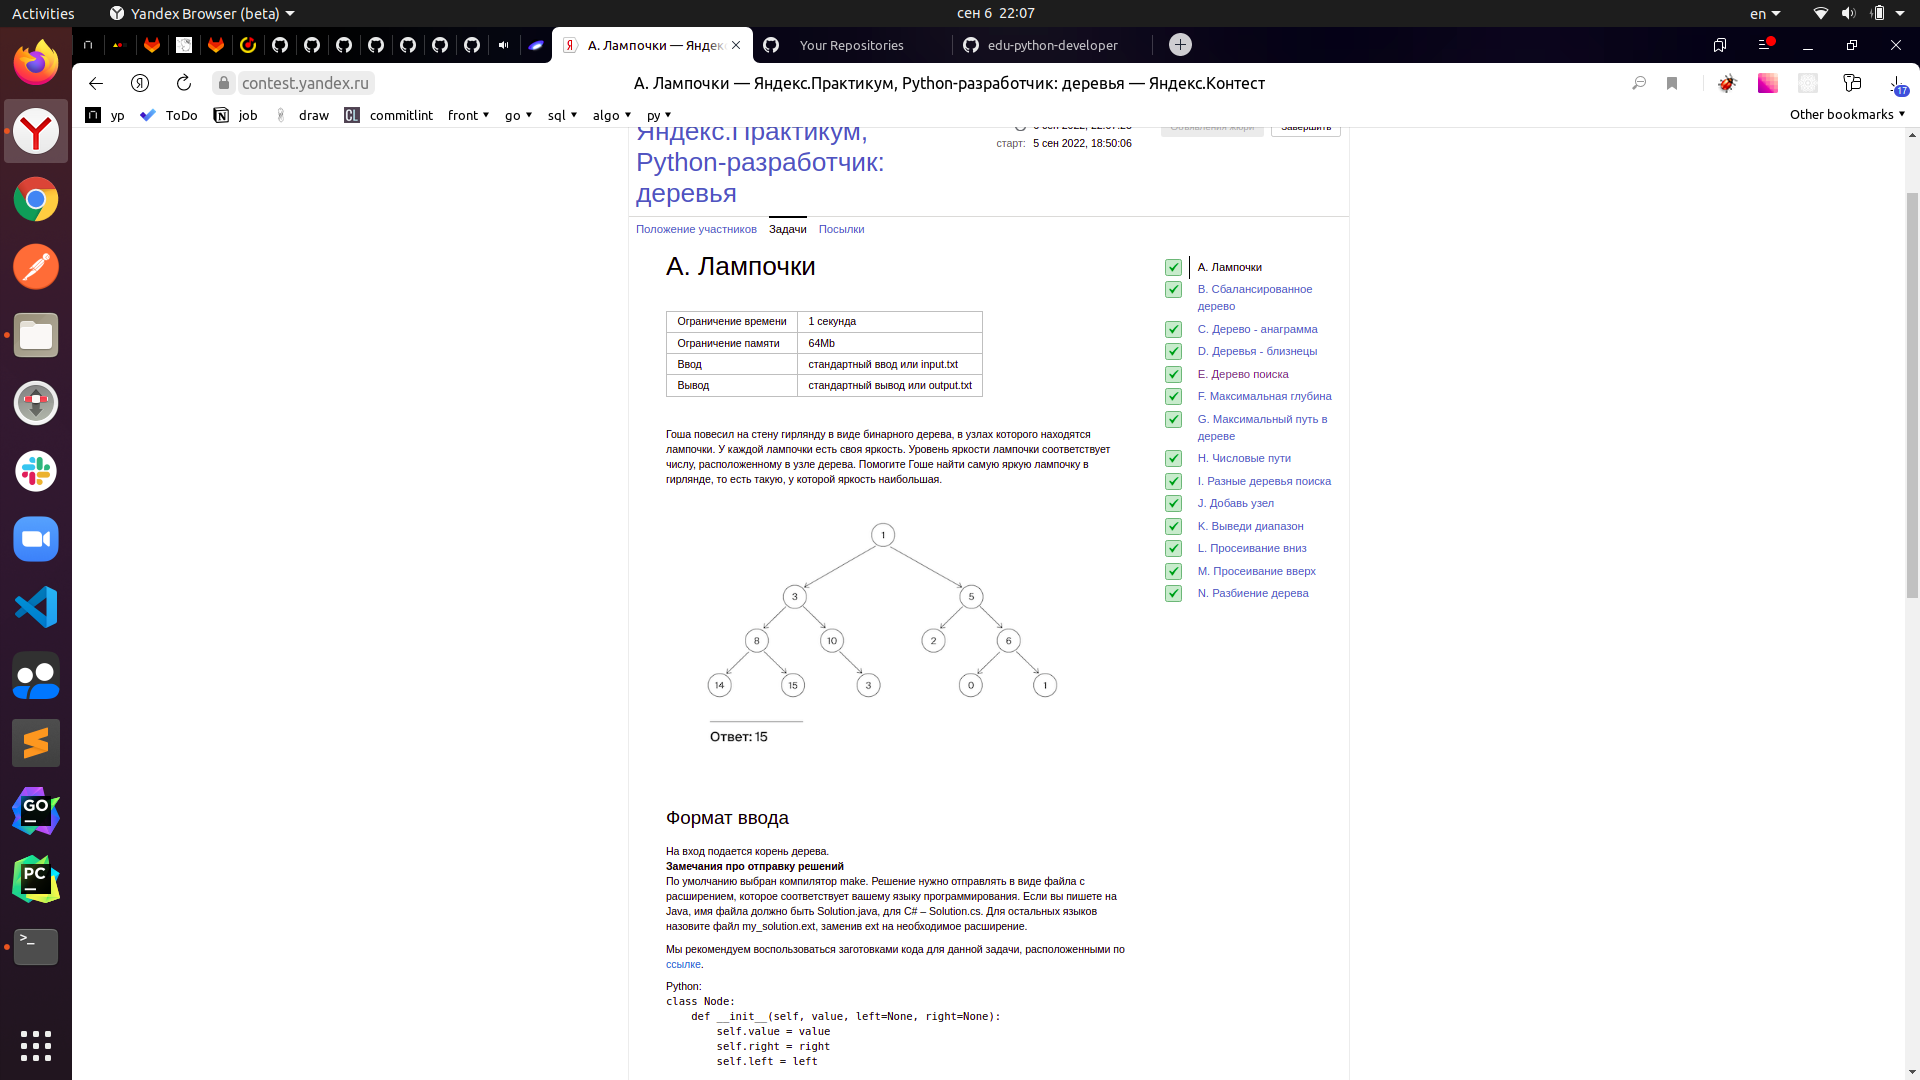 Activities
Yandex Browser (beta)
сен 6 22:07
en
А. Лампочки — Яндек
Your Repositories
edu-python-developer
contest.yandex.ru
А. Лампочки — Яндекс.Практикум, Python-разработчик: деревья — Яндекс.Контест
17
yp
ToDo
job
draw
CL
commitlint
front
go
sql
algo
py
Other bookmarks
Яндекс.Практикум,
Python-разработчик:
деревья
6 сен 2022, 22:07:23
старт: 5 сен 2022, 18:50:06
Объявления жюри
Завершить
Положение участников
Задачи
Посылки
А. Лампочки
Ограничение времени 1 секунда
Ограничение памяти 64Mb
Ввод стандартный ввод или input.txt
Вывод стандартный вывод или output.txt
Гоша повесил на стену гирлянду в виде бинарного дерева, в узлах которого находятся
лампочки. У каждой лампочки есть своя яркость. Уровень яркости лампочки соответствует
числу, расположенному в узле дерева. Помогите Гоше найти самую яркую лампочку в
гирлянде, то есть такую, у которой яркость наибольшая.
1
3 5
8 10 2 6
14 15 3 0 1
Ответ: 15
Формат ввода
На вход подается корень дерева.
Замечания про отправку решений
По умолчанию выбран компилятор make. Решение нужно отправлять в виде файла с
расширением, которое соответствует вашему языку программирования. Если вы пишете на
Java, имя файла должно быть Solution.java, для C# – Solution.cs. Для остальных языков
назовите файл my_solution.ext, заменив ext на необходимое расширение.
Мы рекомендуем воспользоваться заготовками кода для данной задачи, расположенными по
ссылке.
Python:
class Node:
    def __init__(self, value, left=None, right=None):
        self.value = value
        self.right = right
        self.left = left
A. Лампочки
B. Сбалансированное
дерево
C. Дерево - анаграмма
D. Деревья - близнецы
E. Дерево поиска
F. Максимальная глубина
G. Максимальный путь в
дереве
H. Числовые пути
I. Разные деревья поиска
J. Добавь узел
K. Выведи диапазон
L. Просеивание вниз
M. Просеивание вверх
N. Разбиение дерева
GO
PC